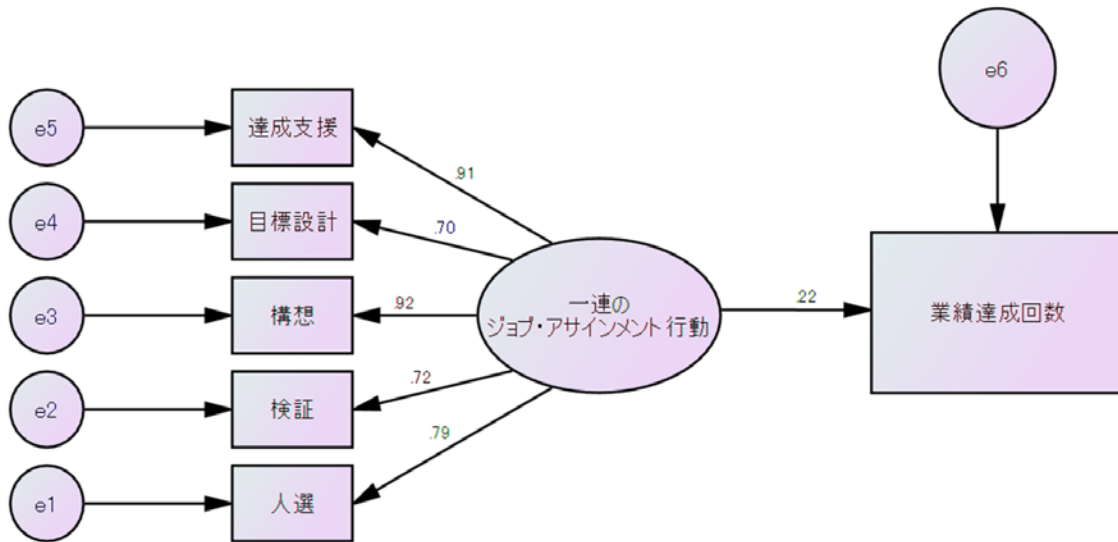 e6
e5
達成支援
.91
e4
目標設計
.70
e3
構想
.92
一連の
ジョブ・アサインメント 行動
.22
業績達成回数
e2
検証
.72
e1
人選
.79